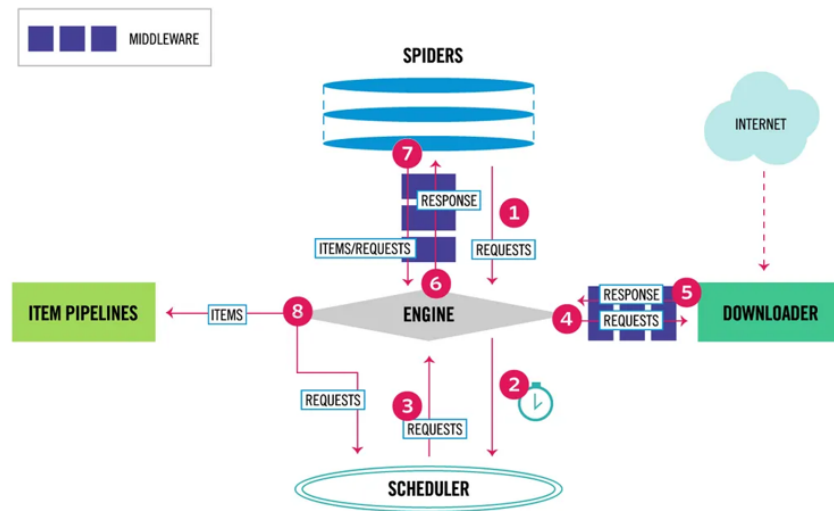 MIDDLEWARE
SPIDERS
INTERNET
7
RESPONSE
1
ITEMS/REQUESTS
REQUESTS
6
ITEM PIPELINES
ITEMS
8
ENGINE
4
RESPONSE
5
REQUESTS
DOWNLOADER
2
REQUESTS
3
REQUESTS
SCHEDULER